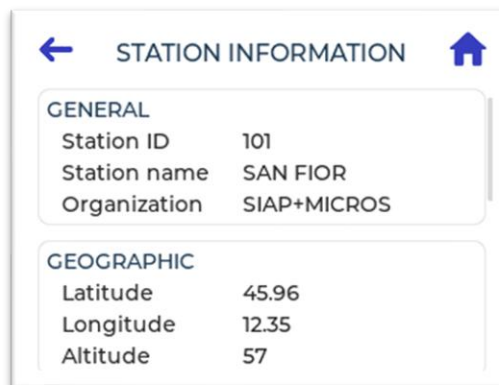 STATION INFORMATION
GENERAL
Station ID 101
Station name SAN FIOR
Organization SIAP+MICROS
GEOGRAPHIC
Latitude 45.96
Longitude 12.35
Altitude 57